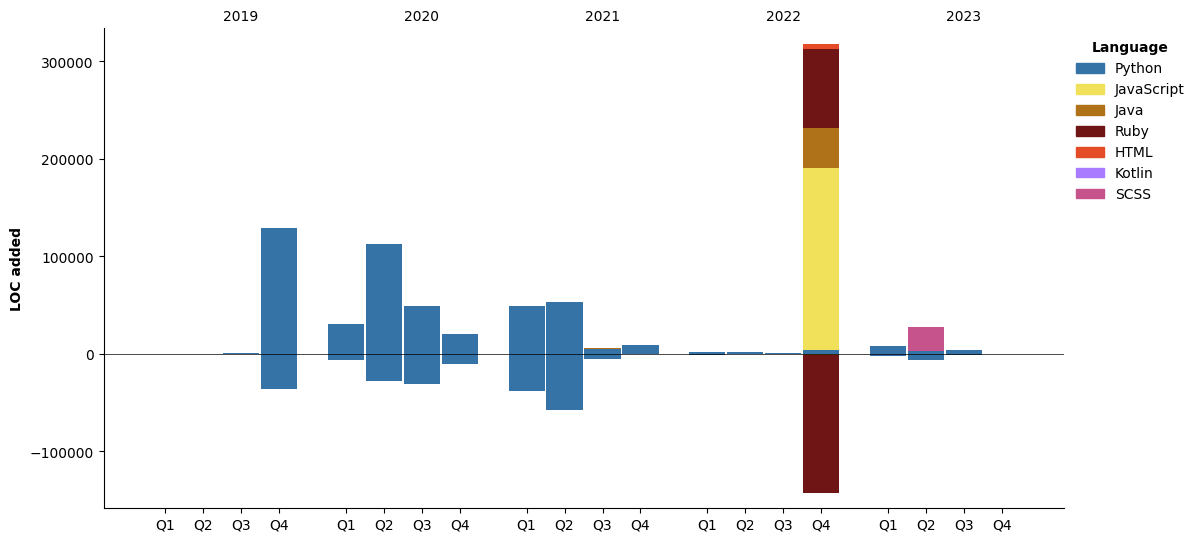 2019 2020 2021 2022 2023
LOC added
300000
200000
100000
0
−100000
Q1 Q2 Q3 Q4 Q1 Q2 Q3 Q4 Q1 Q2 Q3 Q4 Q1 Q2 Q3 Q4 Q1 Q2 Q3 Q4
Language
Python
JavaScript
Java
Ruby
HTML
Kotlin
SCSS